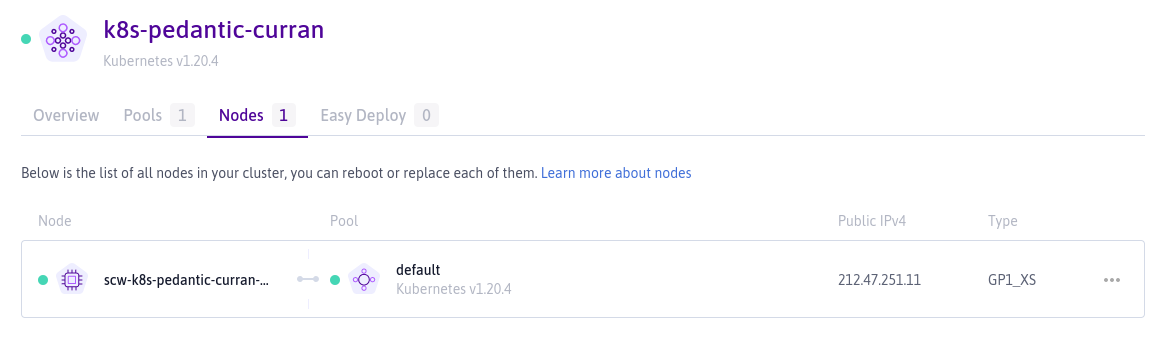 k8s-pedantic-curran
Kubernetes v1.20.4
Overview Pools 1 Nodes 1 Easy Deploy 0
Below is the list of all nodes in your cluster, you can reboot or replace each of them. Learn more about nodes
Node Pool Public IPv4 Type
scw-k8s-pedantic-curran-... default 212.47.251.11 GP1_XS
Kubernetes v1.20.4